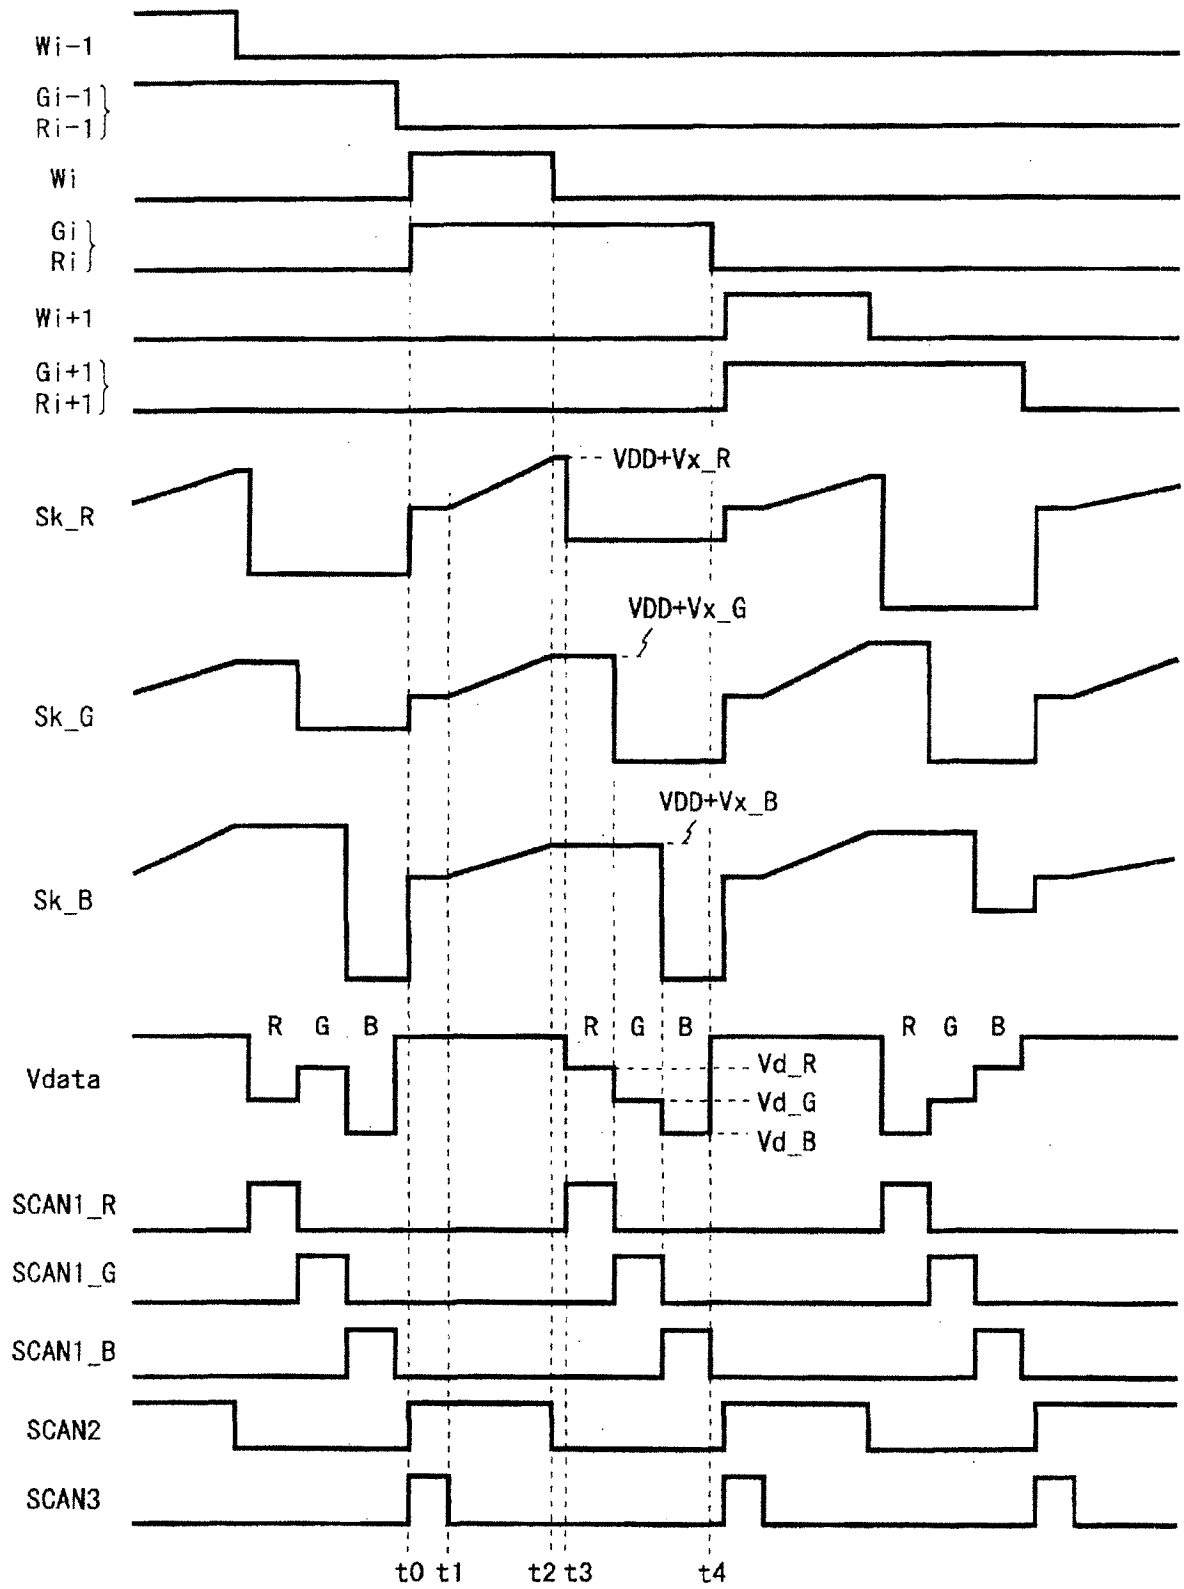 Wi-1
Gi-1
Ri-1
Wi
Gi
Ri
Wi+1
Gi+1
Ri+1
VDD+Vx_R
Sk_R
VDD+Vx_G
Sk_G
VDD+Vx_B
Sk_B
R G B R G B R G B
Vdata
Vd_R
Vd_G
Vd_B
SCAN1_R
SCAN1_G
SCAN1_B
SCAN2
SCAN3
t0 t1 t2 t3 t4